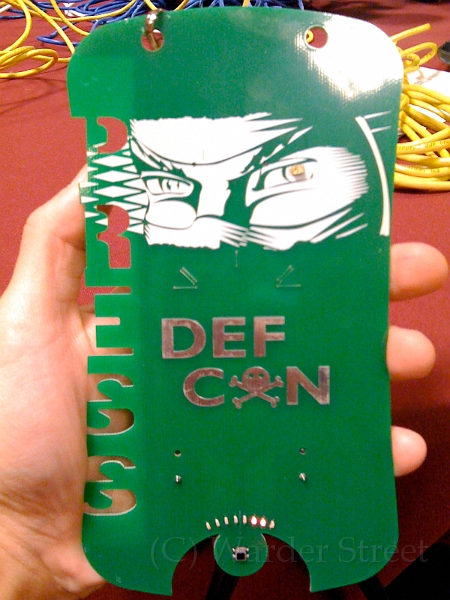 PRESS
DEF
CON
(C) Warder Street